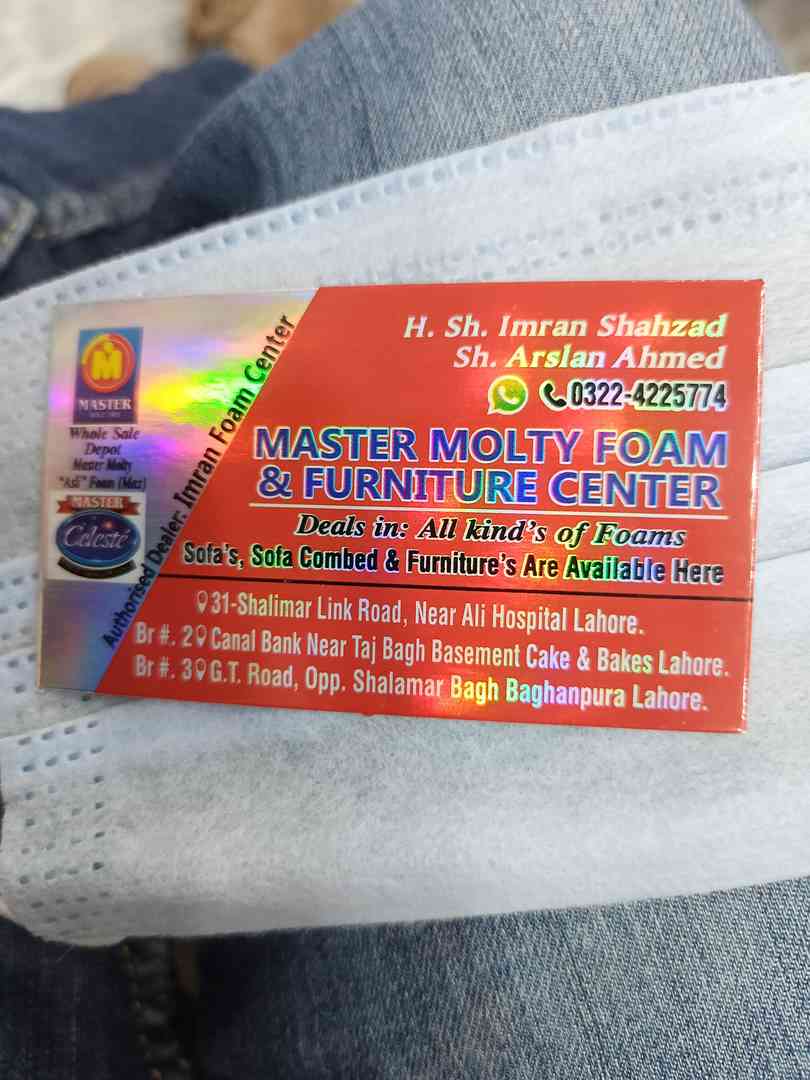 H. Sh. Imran Shahzad
Sh. Arslan Ahmed
0322-4225774
MASTER MOLTY FOAM
& FURNITURE CENTER
Deals in: All kind's of Foams
Sofa's, Sofa Combed & Furniture's Are Available Here
31-Shalimar Link Road, Near Ali Hospital Lahore.
Br #. 2 Canal Bank Near Taj Bagh Basement Cake & Bakes Lahore.
Br #. 3 G.T. Road, Opp. Shalamar Bagh Baghanpura Lahore.
Authorised Dealer: Imran Foam Center
M
MASTER
Whole Sale
Depot
Master Molty
"Asli" Foam (Max)
MASTER
Celeste